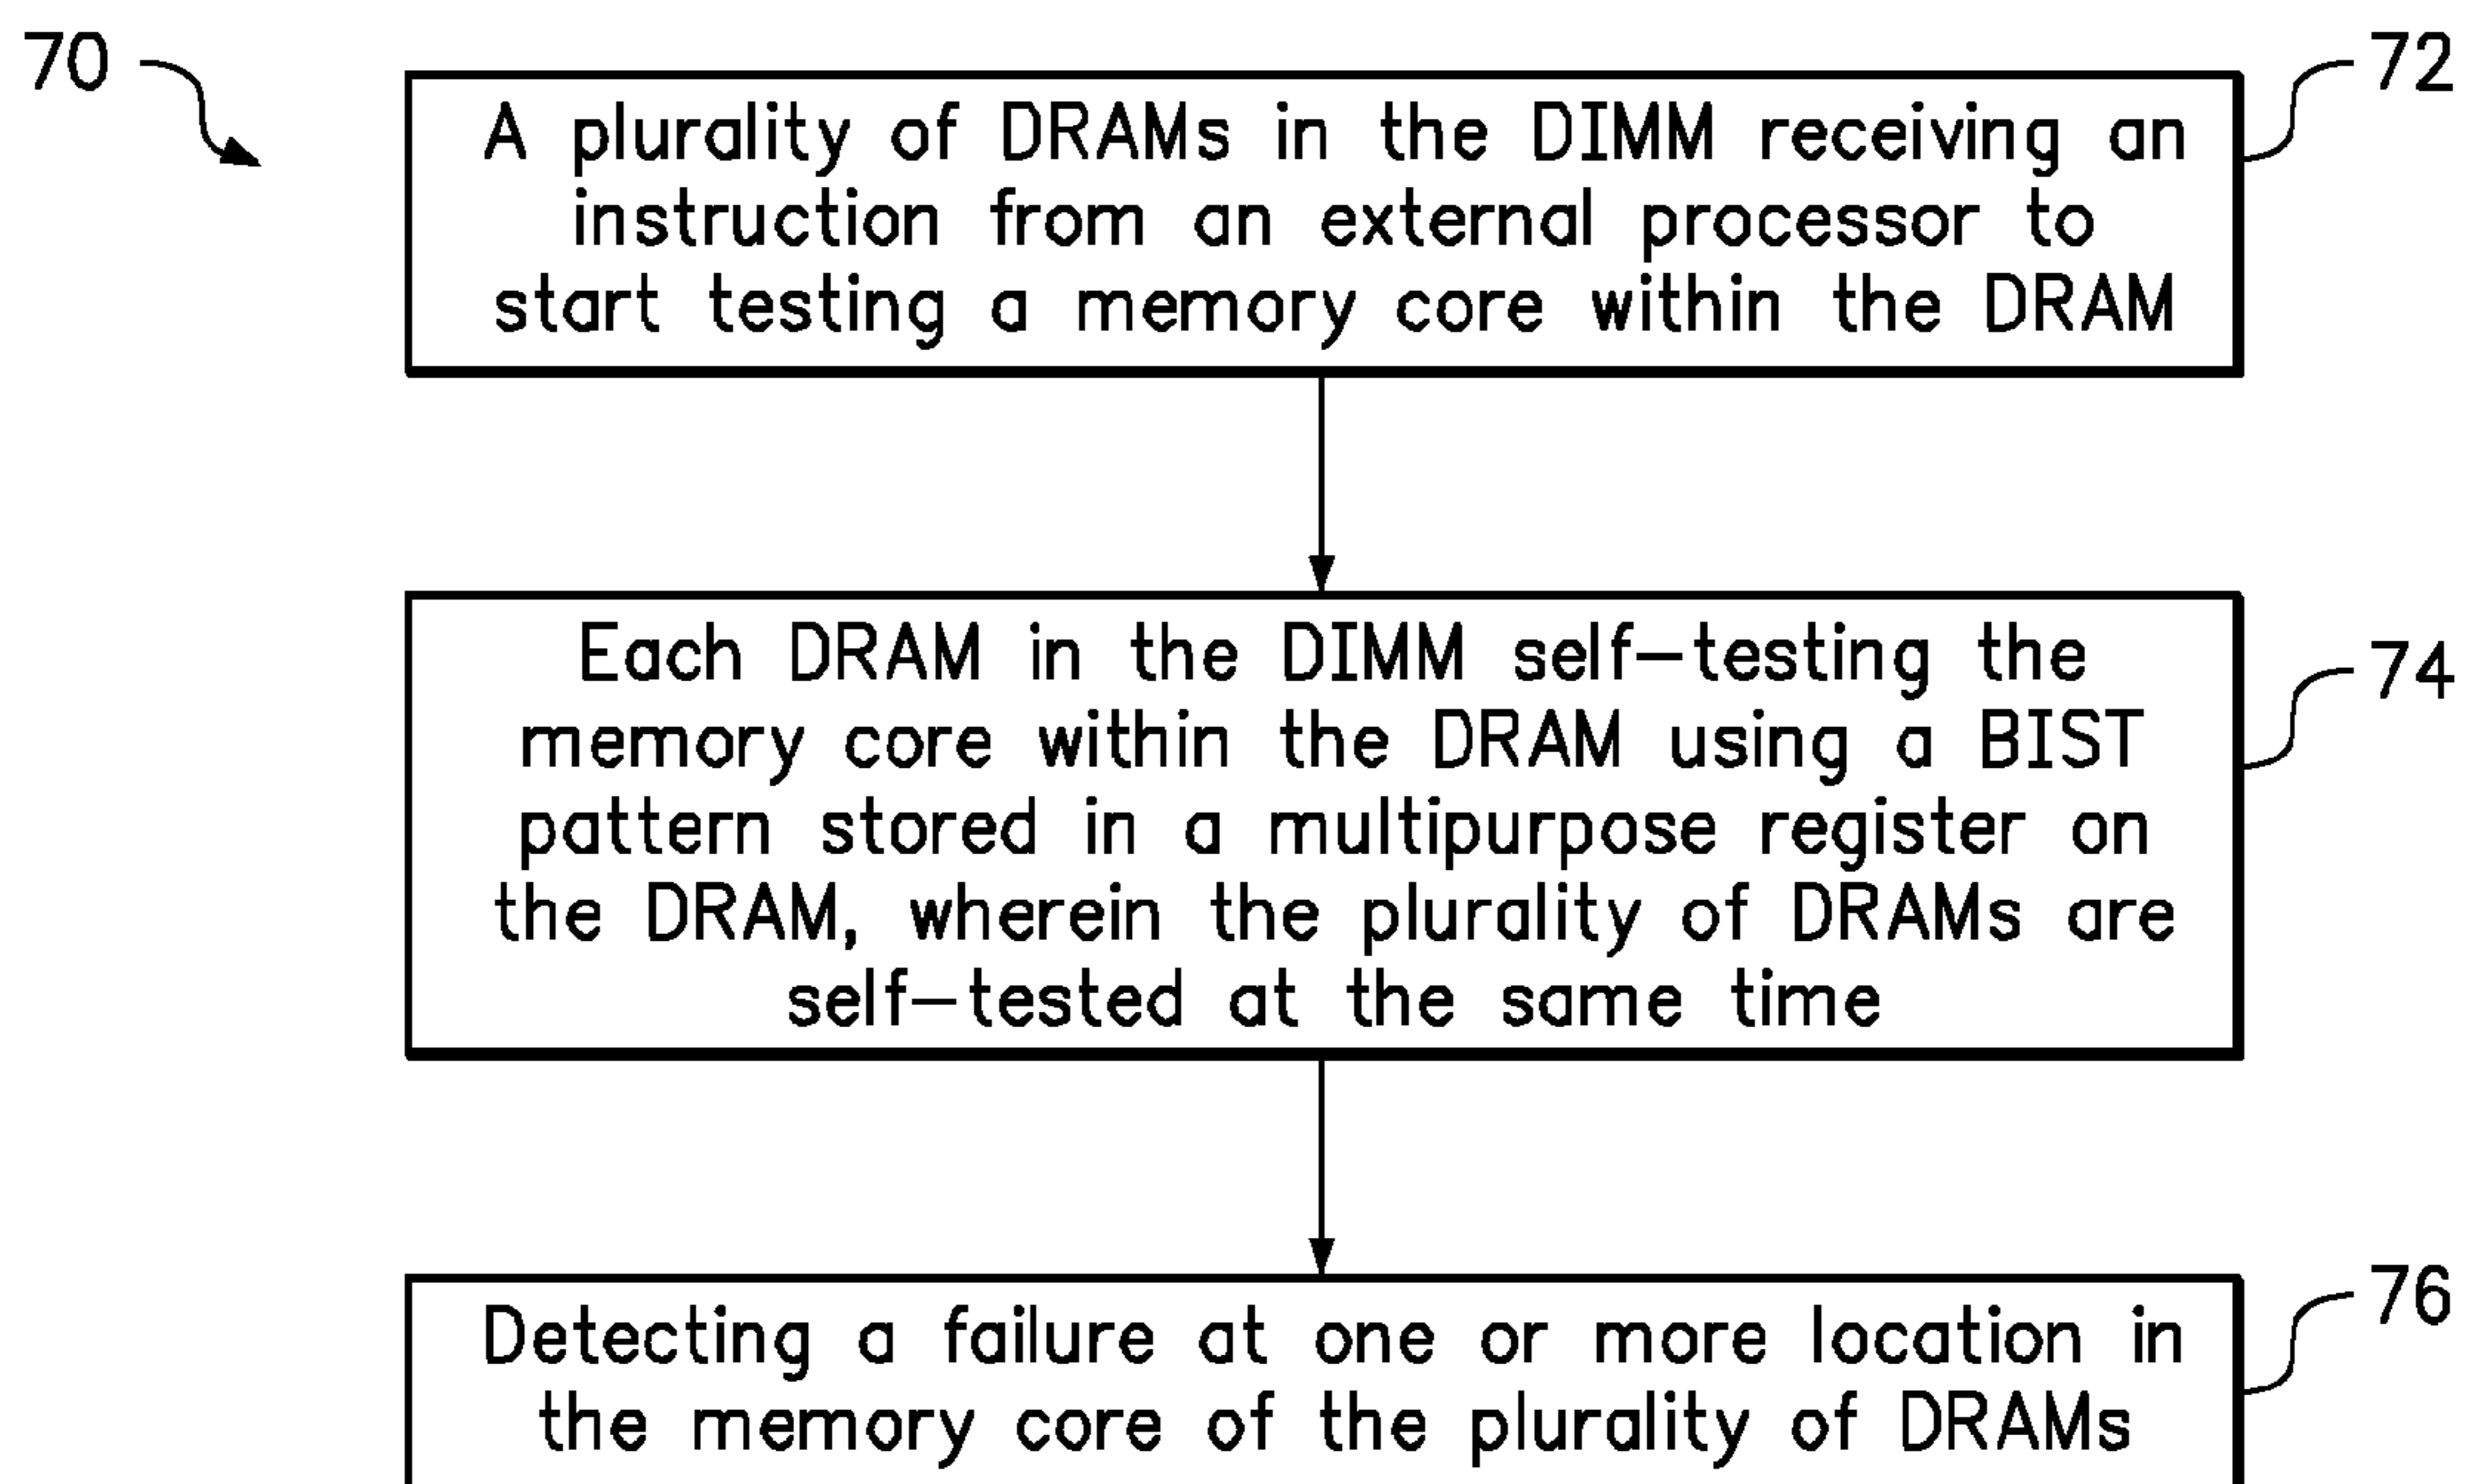 70
72
A plurality of DRAMs in the DIMM receiving an
instruction from an external processor to
start testing a memory core within the DRAM
74
Each DRAM in the DIMM self-testing the
memory core within the DRAM using a BIST
pattern stored in a multipurpose register on
the DRAM, wherein the plurality of DRAMs are
self-tested at the same time
76
Detecting a failure at one or more location in
the memory core of the plurality of DRAMs